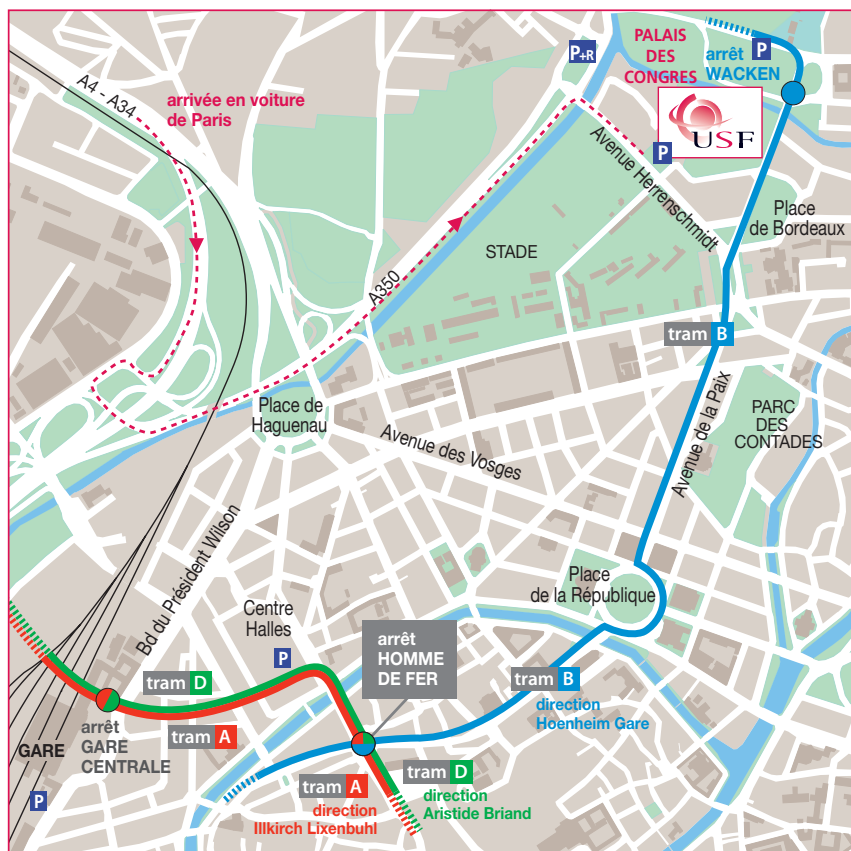 A4 - A34
arrivée en voiture
de Paris
P+R
PALAIS
DES
CONGRES
arrêt
WACKEN
P
USF
P
Avenue Herrenschmidt
Place
de Bordeaux
STADE
A350
tram B
Place de
Haguenau
Avenue des Vosges
Avenue de la Paix
PARC
DES
CONTADES
Bd du Président Wilson
Centre
Halles
P
Place
de la République
arrêt
HOMME
DE FER
tram D
tram A
tram B
direction
Hoenheim Gare
arrêt
GARE
CENTRALE
GARE
P
tram A
direction
Illkirch Lixenbuhl
tram D
direction
Aristide Briand